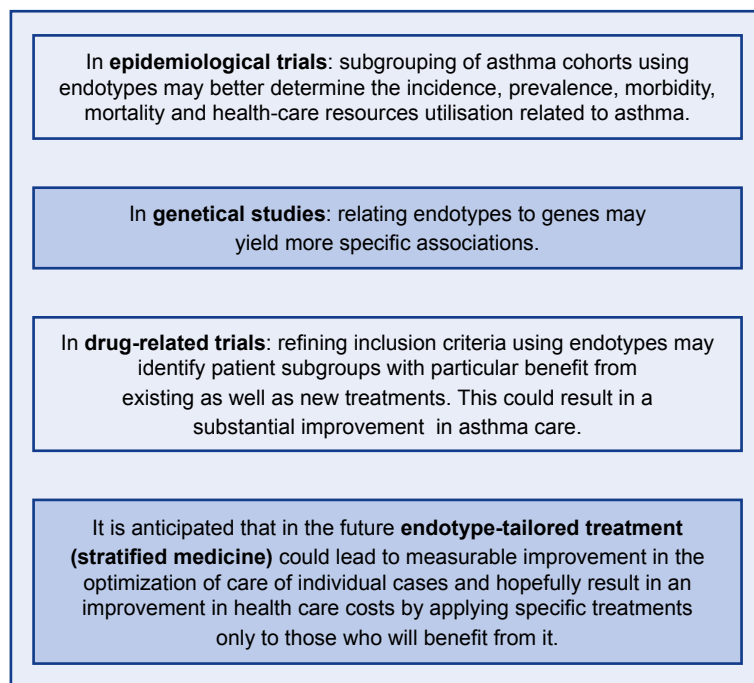 In epidemiological trials: subgrouping of asthma cohorts using
endotypes may better determine the incidence, prevalence, morbidity,
mortality and health-care resources utilisation related to asthma.
In genetical studies: relating endotypes to genes may
yield more specific associations.
In drug-related trials: refining inclusion criteria using endotypes may
identify patient subgroups with particular benefit from
existing as well as new treatments. This could result in a
substantial improvement in asthma care.
It is anticipated that in the future endotype-tailored treatment
(stratified medicine) could lead to measurable improvement in the
optimization of care of individual cases and hopefully result in an
improvement in health care costs by applying specific treatments
only to those who will benefit from it.